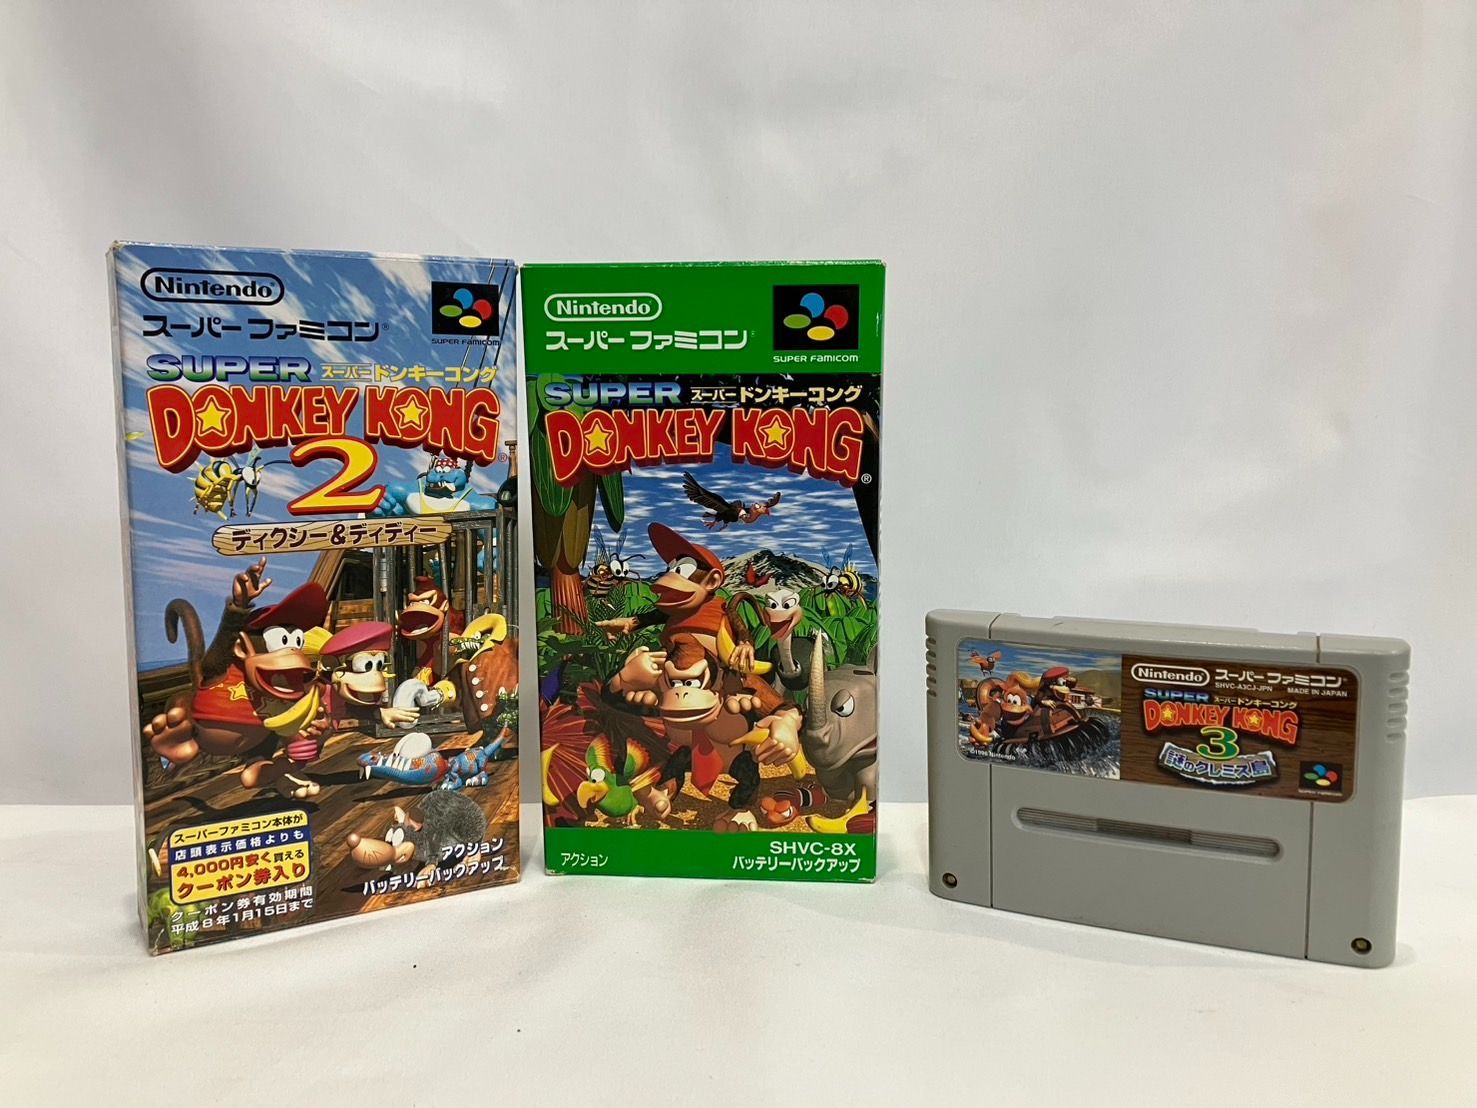 Nintendo®
スーパーファミコン®
SUPER FAMICOM
SUPER スーパードンキーコング
DONKEY KONG®
2
ディクシー&ディディー
スーパーファミコン本体が
店頭表示価格よりも
4,000円安く買える
クーポン券入り
クーポン券有効期間
平成8年1月15日まで
アクション
バッテリーバックアップ
Nintendo
スーパーファミコン
SUPER FAMICOM
SUPER スーパードンキーコング
DONKEY KONG®
アクション
SHVC-8X
バッテリーバックアップ
Nintendo スーパーファミコン
SHVC-A3CJ-JPN MADE IN JAPAN
SUPER スーパードンキーコング
DONKEY KONG
3
謎のクレミス島
©1996 Nintendo
SUPER FAMICOM